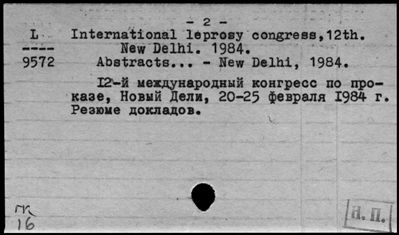 - 2 -
L International leprosy congress,12th.
---- New Delhi. 1984.
9572 Abstracts... - New Delhi, 1984.
I2-й международный конгресс по про-
казе, Новый Дели, 20-25 февраля I984 г.
Резюме докладов.
гк
16
Н. П.